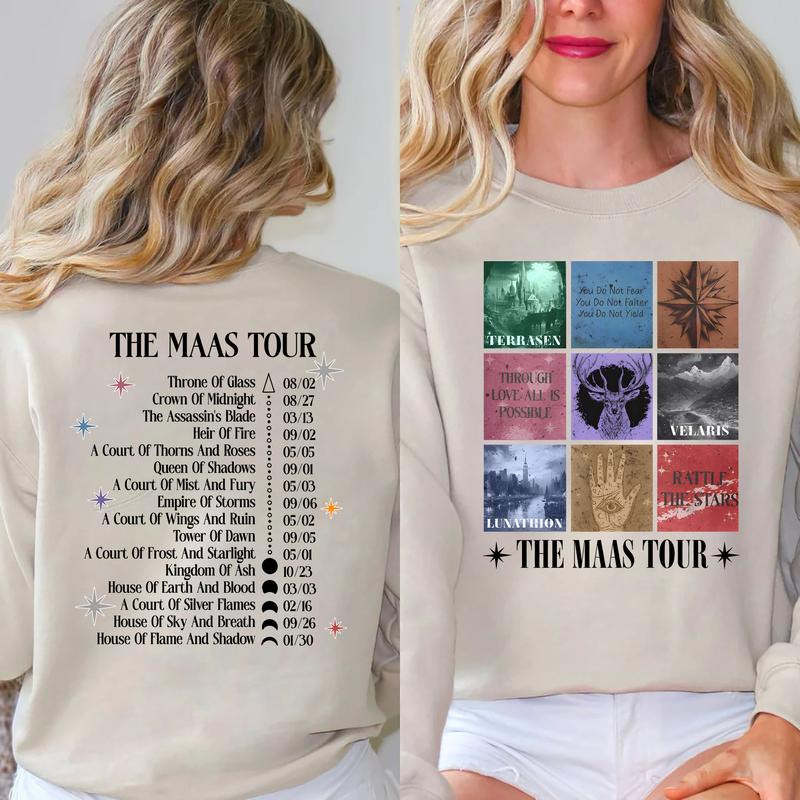 THE MAAS TOUR
Throne Of Glass 08/02
Crown Of Midnight 08/27
The Assassin's Blade 03/13
Heir Of Fire 09/02
A Court Of Thorns And Roses 05/05
Queen Of Shadows 09/01
A Court Of Mist And Fury 05/03
Empire Of Storms 09/06
A Court Of Wings And Ruin 05/02
Tower Of Dawn 09/05
A Court Of Frost And Starlight 05/01
Kingdom Of Ash 10/23
House Of Earth And Blood 03/03
A Court Of Silver Flames 02/16
House Of Sky And Breath 09/26
House Of Flame And Shadow 01/30
TERRASEN
You Do Not Fear
You Do Not Falter
You Do Not Yield
THROUGH
LOVE ALL IS
POSSIBLE
VELARIS
LUNATHION
RATTLE
THE STARS
THE MAAS TOUR